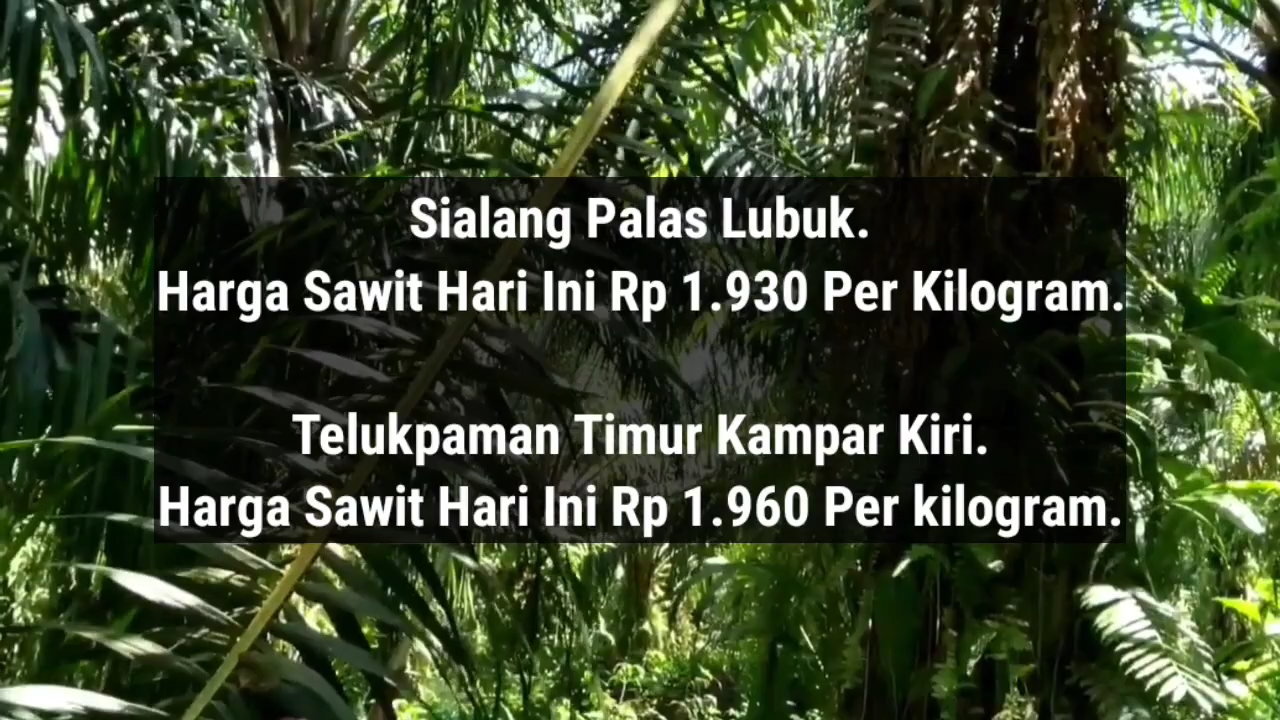 Sialang Palas Lubuk.
Harga Sawit Hari Ini Rp 1.930 Per Kilogram.
Telukpaman Timur Kampar Kiri.
Harga Sawit Hari Ini Rp 1.960 Per kilogram.